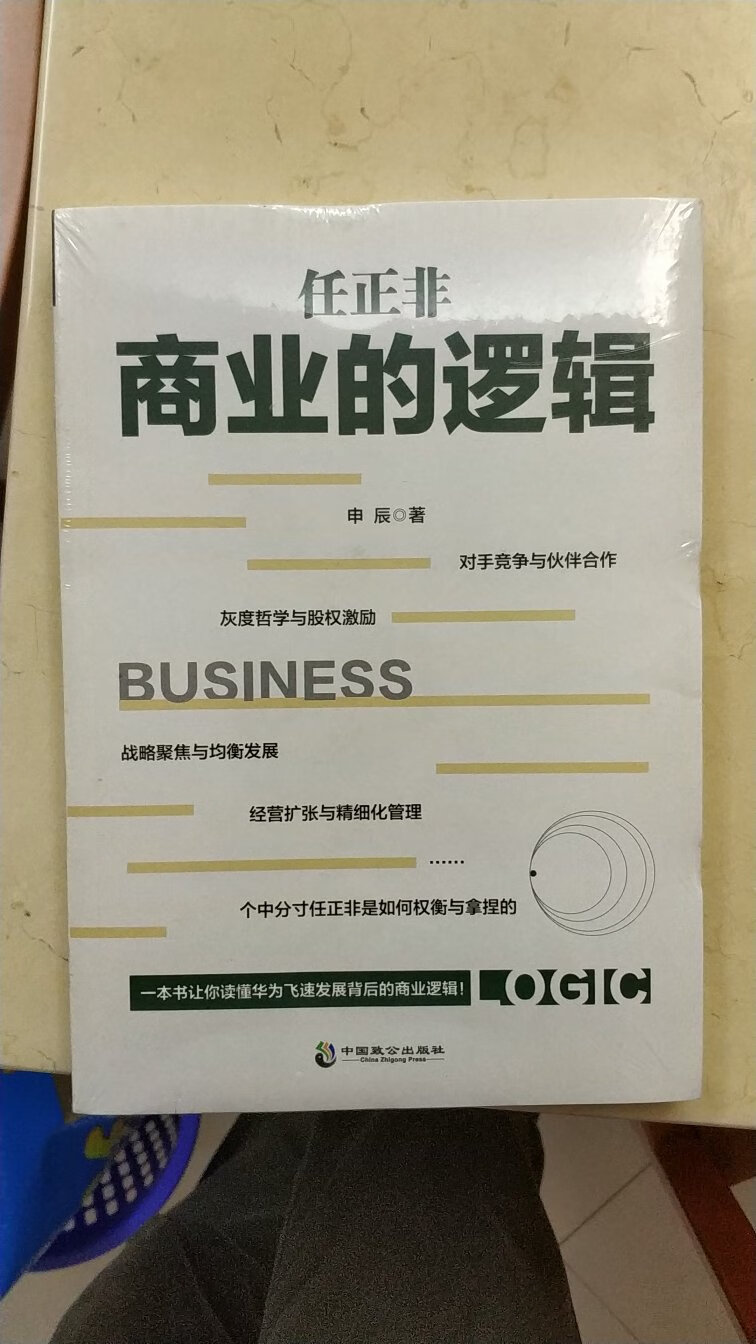 任正非
商业的逻辑
申 辰◎著
对手竞争与伙伴合作
灰度哲学与股权激励
BUSINESS
战略聚焦与均衡发展
经营扩张与精细化管理
……
个中分寸任正非是如何权衡与拿捏的
一本书让你读懂华为飞速发展背后的商业逻辑！
LOGIC
中国致公出版社
China Zhigong Press